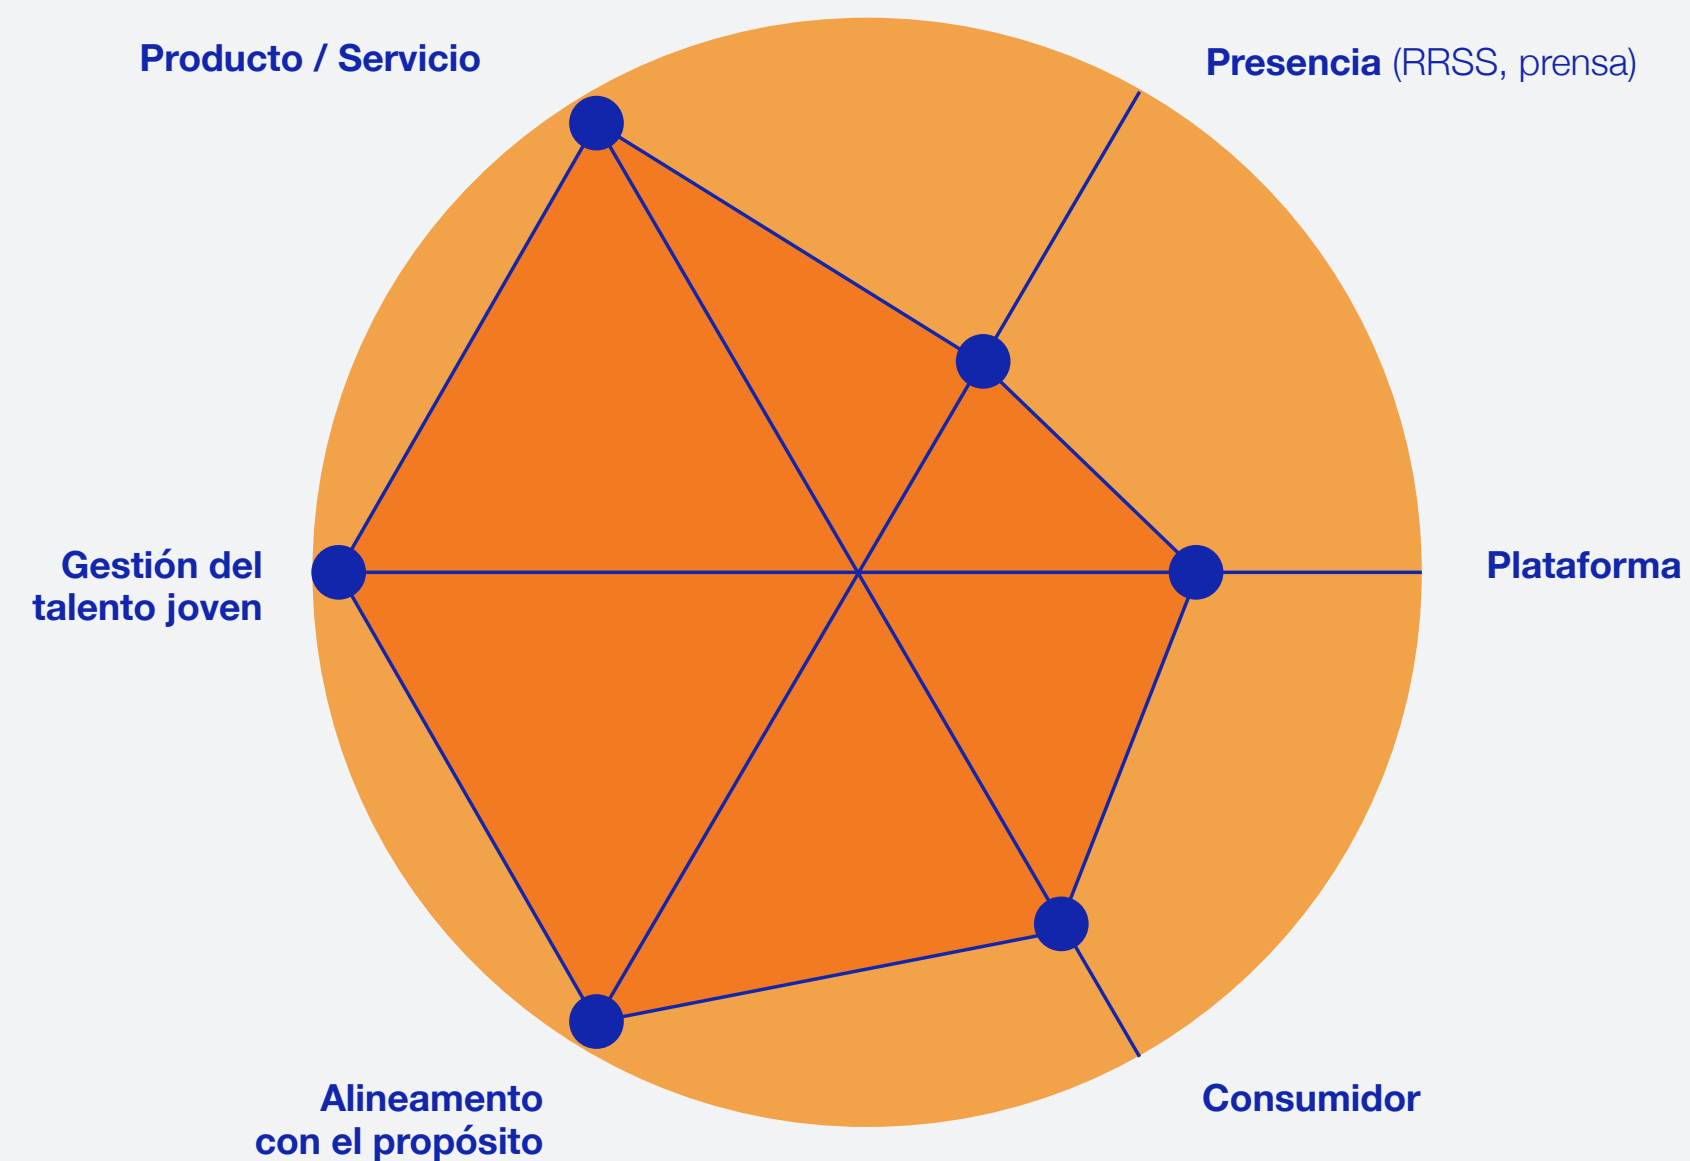 Producto / Servicio
Presencia (RRSS, prensa)
Gestión del
talento joven
Plataforma
Alineamento
con el propósito
Consumidor